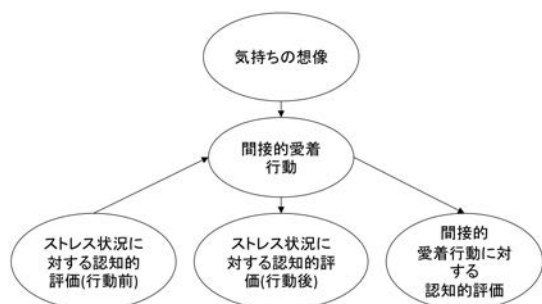 気持ちの想像
間接的愛着
行動
ストレス状況に
対する認知的
評価(行動前)
ストレス状況に
対する認知的評
価(行動後)
間接的
愛着行動に対
する
認知的評価